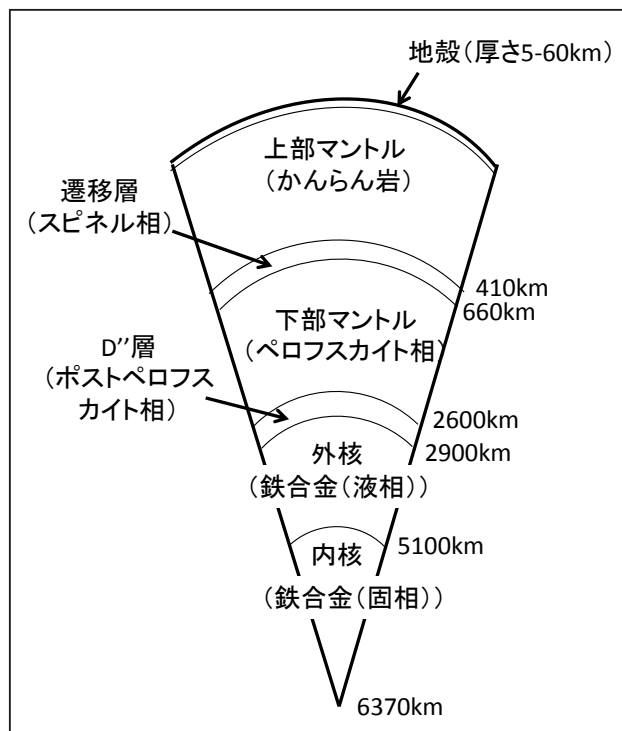 地殻（厚さ5-60km）
上部マントル
（かんらん岩）
遷移層
（スピネル相）
410km
660km
下部マントル
（ペロフスカイト相）
D’’層
（ポストペロフス
カイト相）
2600km
2900km
外核
（鉄合金（液相））
5100km
内核
（鉄合金（固相））
6370km